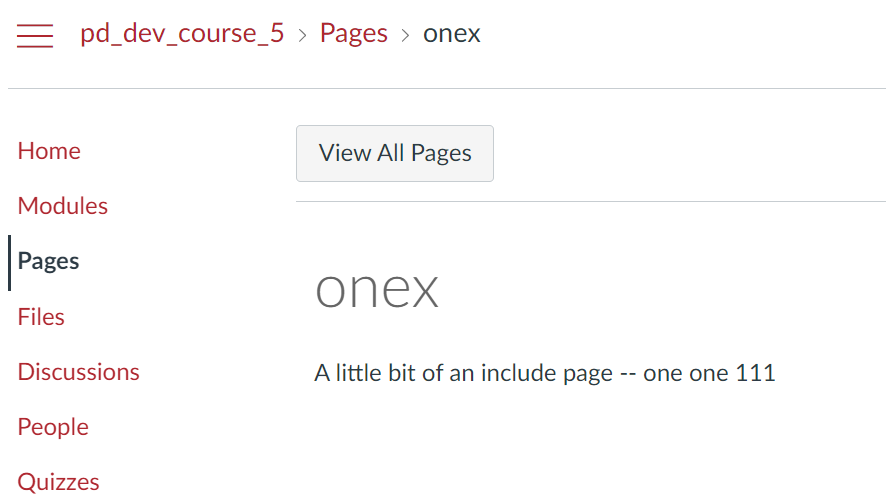 pd_dev_course_5 › Pages › onex
Home
Modules
Pages
Files
Discussions
People
Quizzes
View All Pages
onex
A little bit of an include page -- one one 111